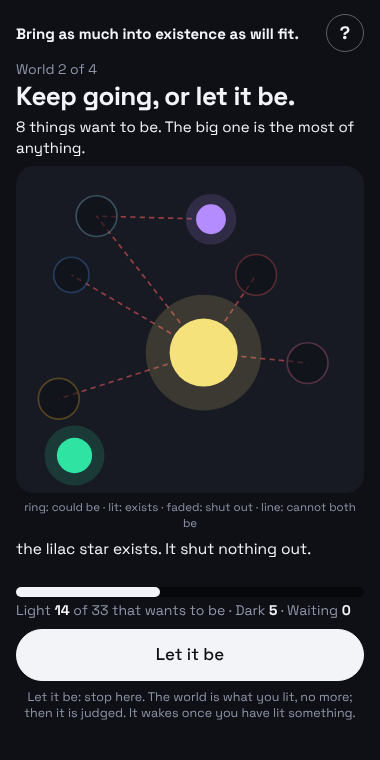 Bring as much into existence as will fit.
?
World 2 of 4
Keep going, or let it be.
8 things want to be. The big one is the most of
anything.
ring: could be · lit: exists · faded: shut out · line: cannot both
be
the lilac star exists. It shut nothing out.
Light 14 of 33 that wants to be · Dark 5 · Waiting 0
Let it be
Let it be: stop here. The world is what you lit, no more;
then it is judged. It wakes once you have lit something.